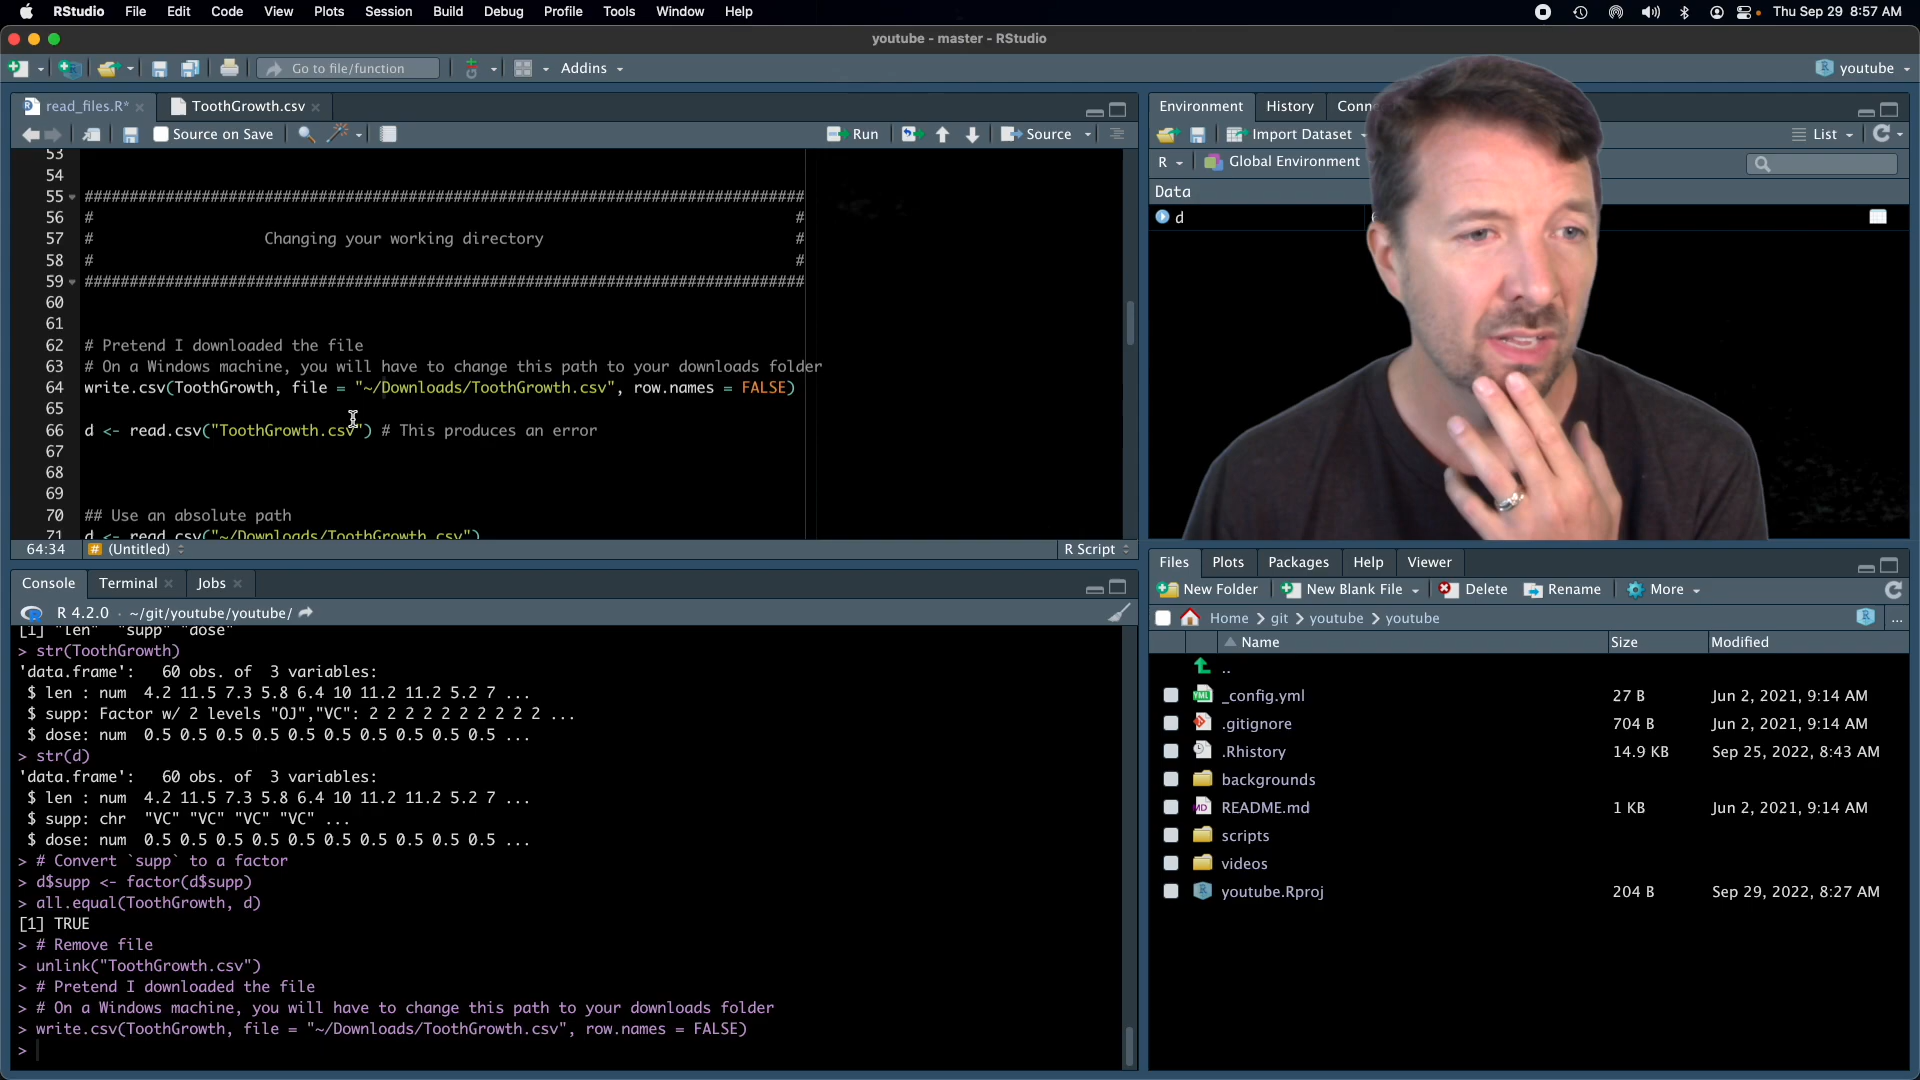 RStudio File Edit Code View Plots Session Build Debug Profile Tools Window Help Thu Sep 29 8:57 AM
youtube - master - RStudio
Go to file/function Addins youtube
read_files.R* ToothGrowth.csv
Source on Save Run Source
53
54
55 ################################################################################
56 # #
57 # Changing your working directory #
58 # #
59 ################################################################################
60
61
62 # Pretend I downloaded the file
63 # On a Windows machine, you will have to change this path to your downloads folder
64 write.csv(ToothGrowth, file = "~/Downloads/ToothGrowth.csv", row.names = FALSE)
65
66 d <- read.csv("ToothGrowth.csv") # This produces an error
67
68
69
70 ## Use an absolute path
71 d <- read.csv("~/Downloads/ToothGrowth.csv")
64:34 # (Untitled) R Script
Console Terminal Jobs
R 4.2.0 · ~/git/youtube/youtube/
[1] "len" "supp" "dose"
> str(ToothGrowth)
'data.frame': 60 obs. of 3 variables:
$ len : num 4.2 11.5 7.3 5.8 6.4 10 11.2 11.2 5.2 7 ...
$ supp: Factor w/ 2 levels "OJ","VC": 2 2 2 2 2 2 2 2 2 2 ...
$ dose: num 0.5 0.5 0.5 0.5 0.5 0.5 0.5 0.5 0.5 0.5 ...
> str(d)
'data.frame': 60 obs. of 3 variables:
$ len : num 4.2 11.5 7.3 5.8 6.4 10 11.2 11.2 5.2 7 ...
$ supp: chr "VC" "VC" "VC" "VC" ...
$ dose: num 0.5 0.5 0.5 0.5 0.5 0.5 0.5 0.5 0.5 0.5 ...
> # Convert `supp` to a factor
> d$supp <- factor(d$supp)
> all.equal(ToothGrowth, d)
[1] TRUE
> # Remove file
> unlink("ToothGrowth.csv")
> # Pretend I downloaded the file
> # On a Windows machine, you will have to change this path to your downloads folder
> write.csv(ToothGrowth, file = "~/Downloads/ToothGrowth.csv", row.names = FALSE)
>
Environment History Conn
Import Dataset List
R Global Environment
Data
d
Files Plots Packages Help Viewer
New Folder New Blank File Delete Rename More
Home git youtube youtube ...
Name Size Modified
..
_config.yml 27 B Jun 2, 2021, 9:14 AM
.gitignore 704 B Jun 2, 2021, 9:14 AM
.Rhistory 14.9 KB Sep 25, 2022, 8:43 AM
backgrounds
README.md 1 KB Jun 2, 2021, 9:14 AM
scripts
videos
youtube.Rproj 204 B Sep 29, 2022, 8:27 AM